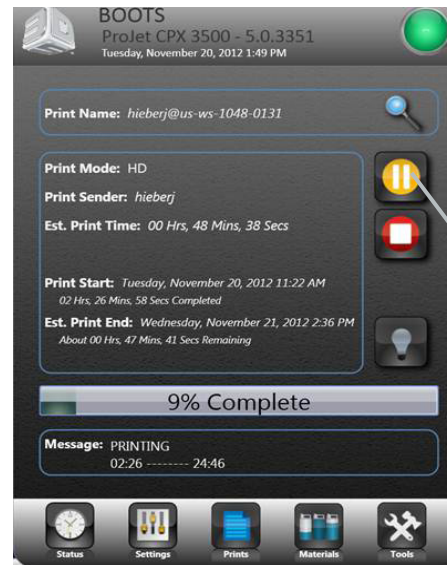 BOOTS
ProJet CPX 3500 - 5.0.3351
Tuesday, November 20, 2012 1:49 PM
Print Name: hieberj@us-ws-1048-0131
Print Mode: HD
Print Sender: hieberj
Est. Print Time: 00 Hrs, 48 Mins, 38 Secs
Print Start: Tuesday, November 20, 2012 11:22 AM
02 Hrs, 26 Mins, 58 Secs Completed
Est. Print End: Wednesday, November 21, 2012 2:36 PM
About 00 Hrs, 47 Mins, 41 Secs Remaining
9% Complete
Message: PRINTING
02:26 -------- 24:46
Status Settings Prints Materials Tools